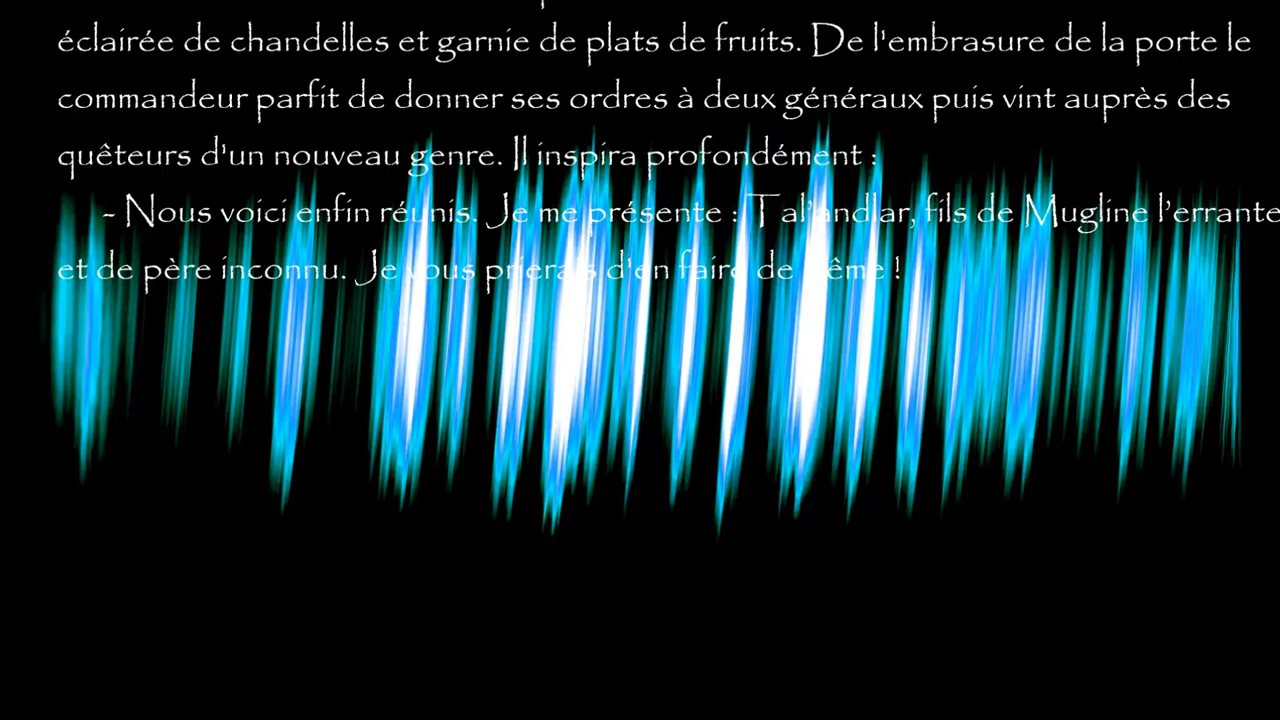 éclairée de chandelles et garnie de plats de fruits. De l'embrasure de la porte le
commandeur parfit de donner ses ordres à deux généraux puis vint auprès des
quêteurs d'un nouveau genre. Il inspira profondément :
- Nous voici enfin réunis. Je me présente : Tal'andlar, fils de Mugline l'errante
et de père inconnu. Je vous prierais d'en faire de même !